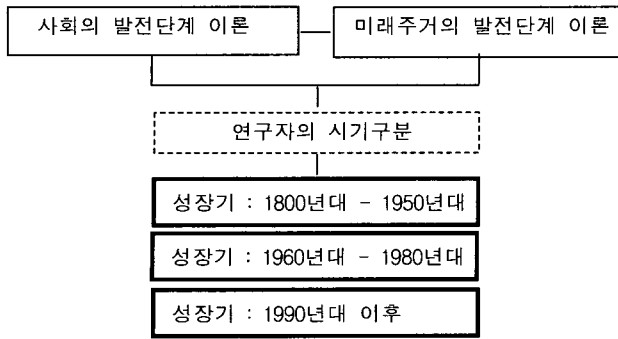 사회의 발전단계 이론
미래주거의 발전단계 이론
연구자의 시기구분
성장기 : 1800년대 - 1950년대
성장기 : 1960년대 - 1980년대
성장기 : 1990년대 이후